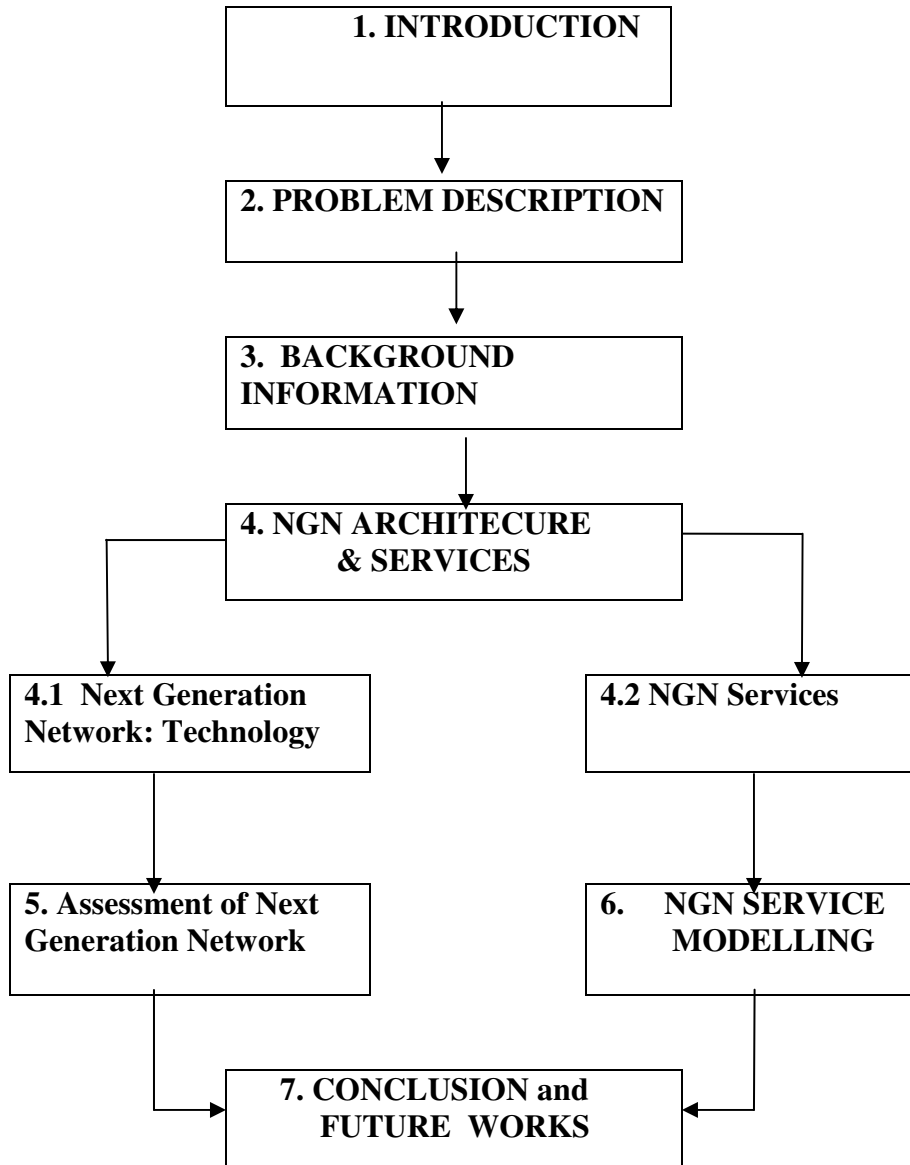 1. INTRODUCTION
2. PROBLEM DESCRIPTION
3. BACKGROUND
INFORMATION
4. NGN ARCHITECURE
& SERVICES
4.1 Next Generation
Network: Technology
4.2 NGN Services
5. Assessment of Next
Generation Network
6. NGN SERVICE
MODELLING
7. CONCLUSION and
FUTURE WORKS